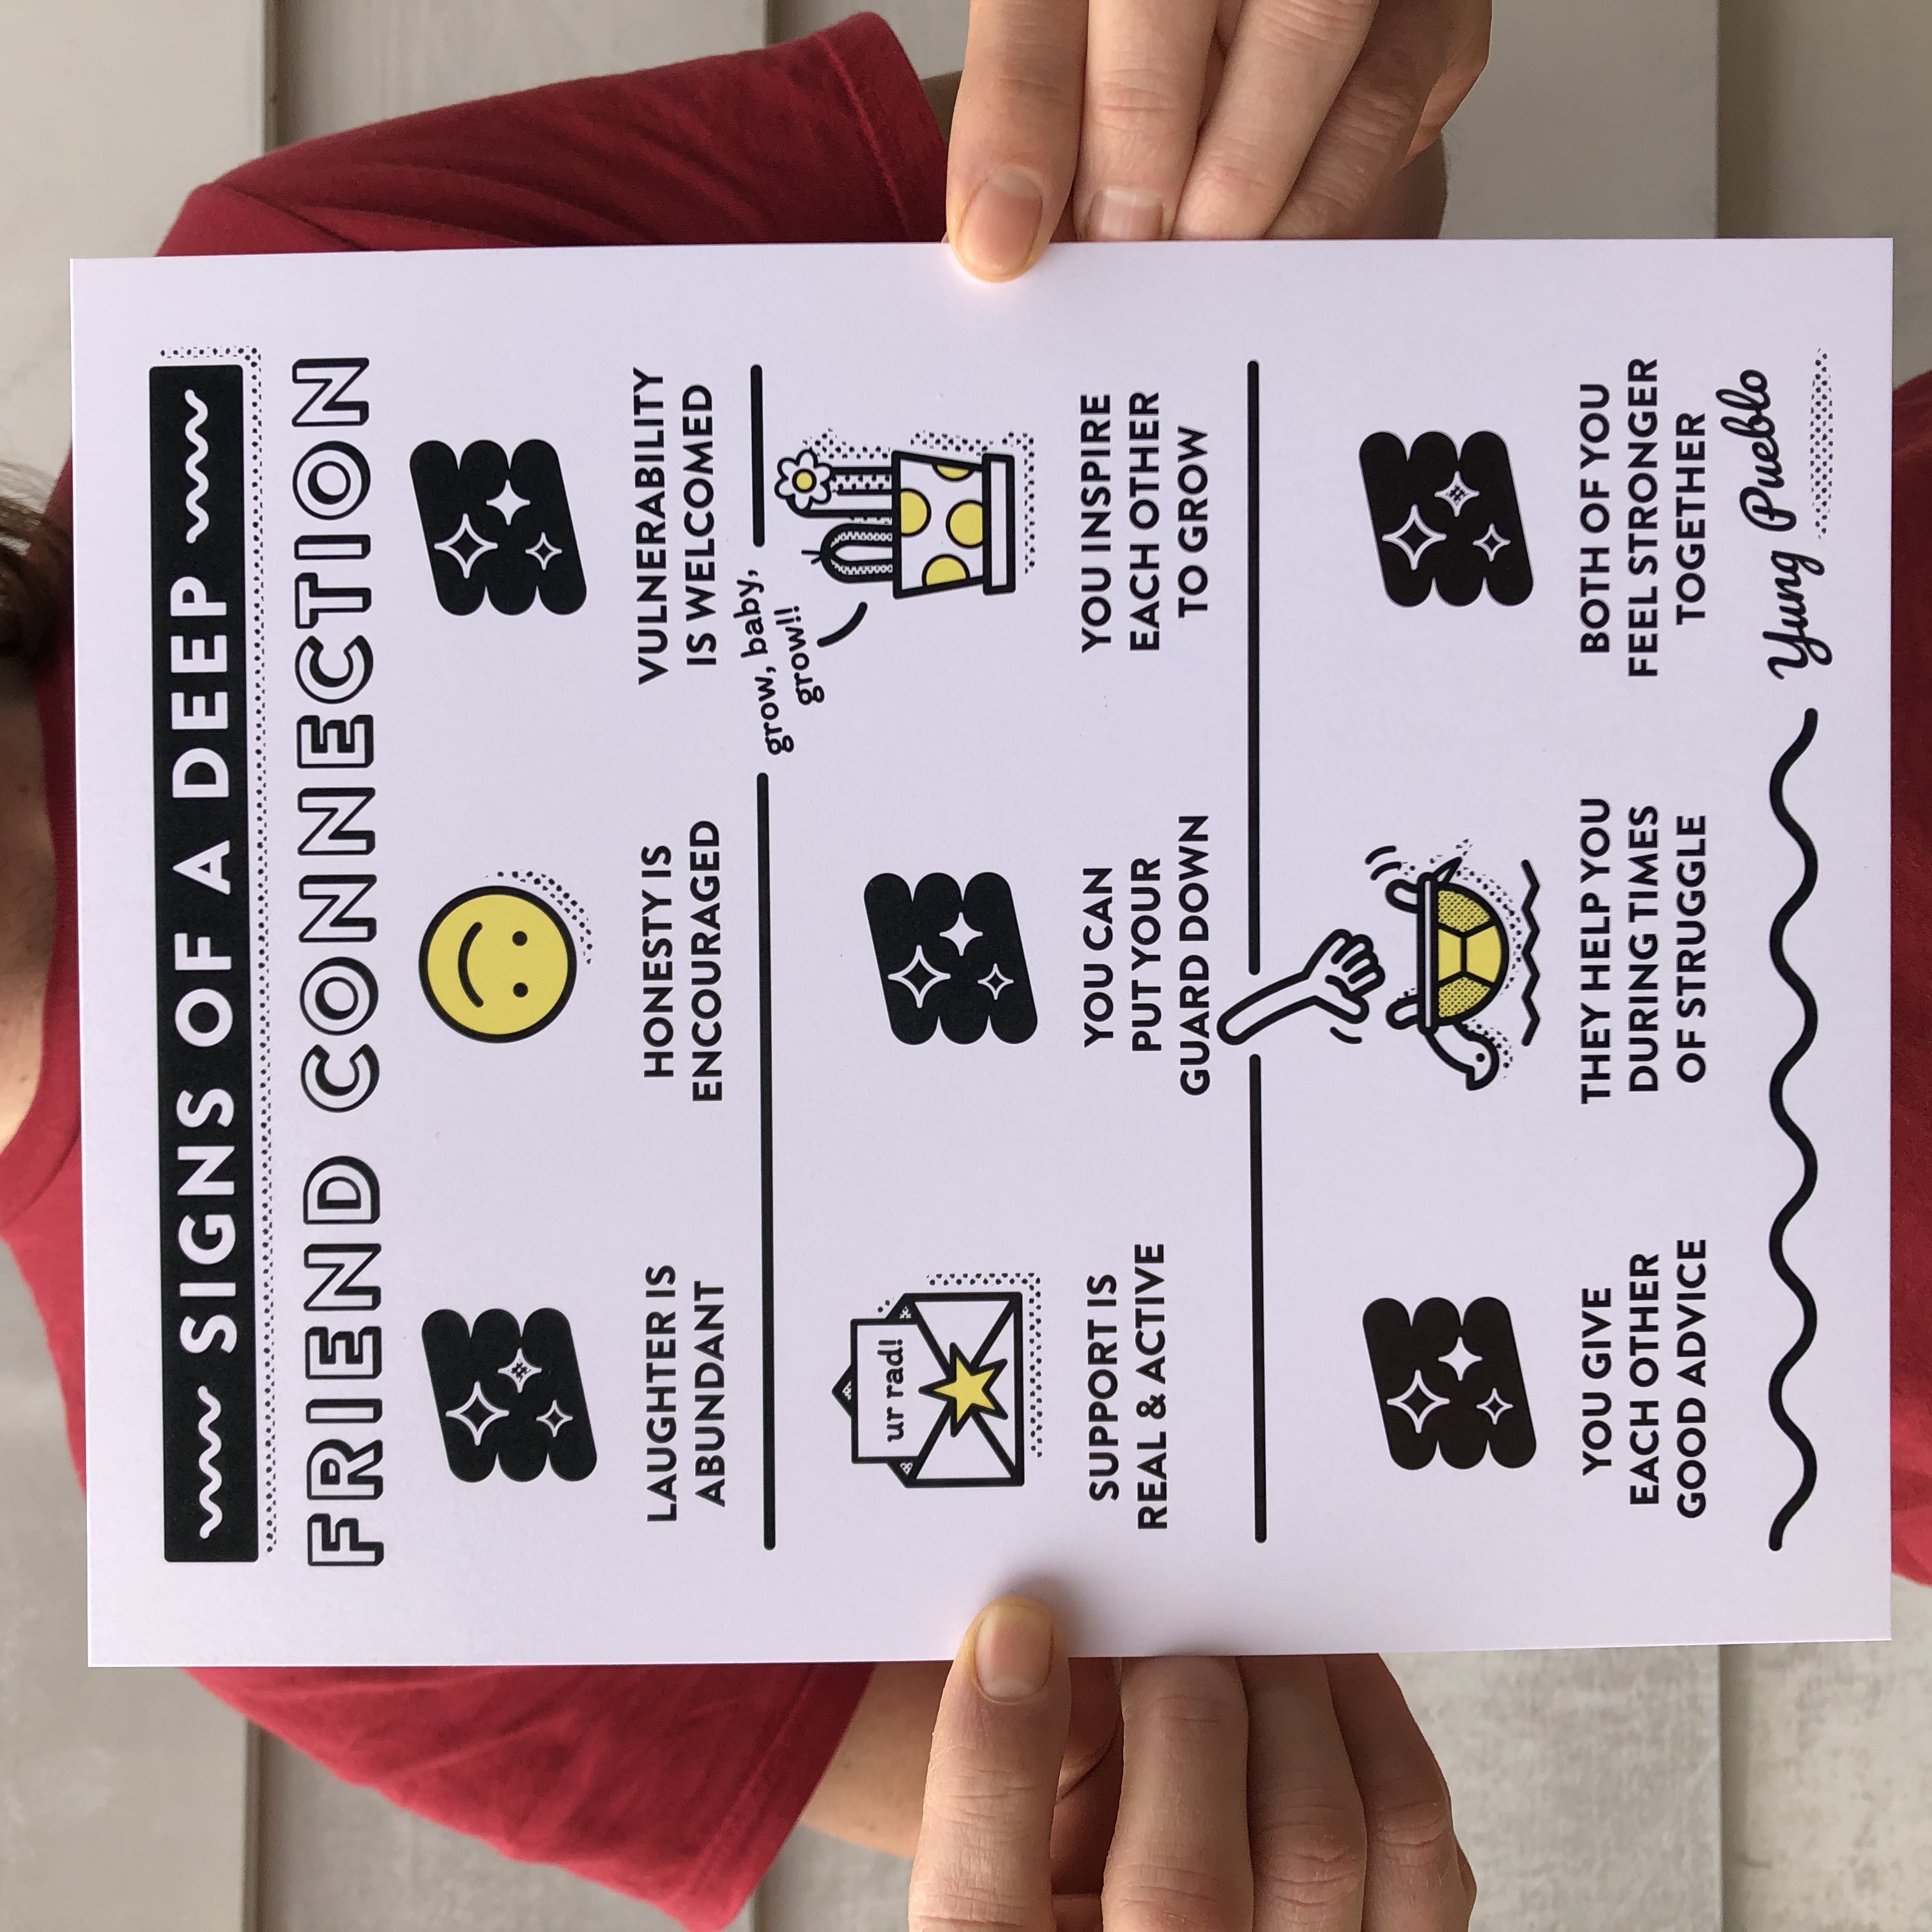 SIGNS OF A DEEP
FRIEND CONNECTION
LAUGHTER IS
ABUNDANT
HONESTY IS
ENCOURAGED
VULNERABILITY
IS WELCOMED
ur rad!
SUPPORT IS
REAL & ACTIVE
YOU CAN
PUT YOUR
GUARD DOWN
grow, baby,
grow!!
YOU INSPIRE
EACH OTHER
TO GROW
YOU GIVE
EACH OTHER
GOOD ADVICE
THEY HELP YOU
DURING TIMES
OF STRUGGLE
BOTH OF YOU
FEEL STRONGER
TOGETHER
Yung Pueblo